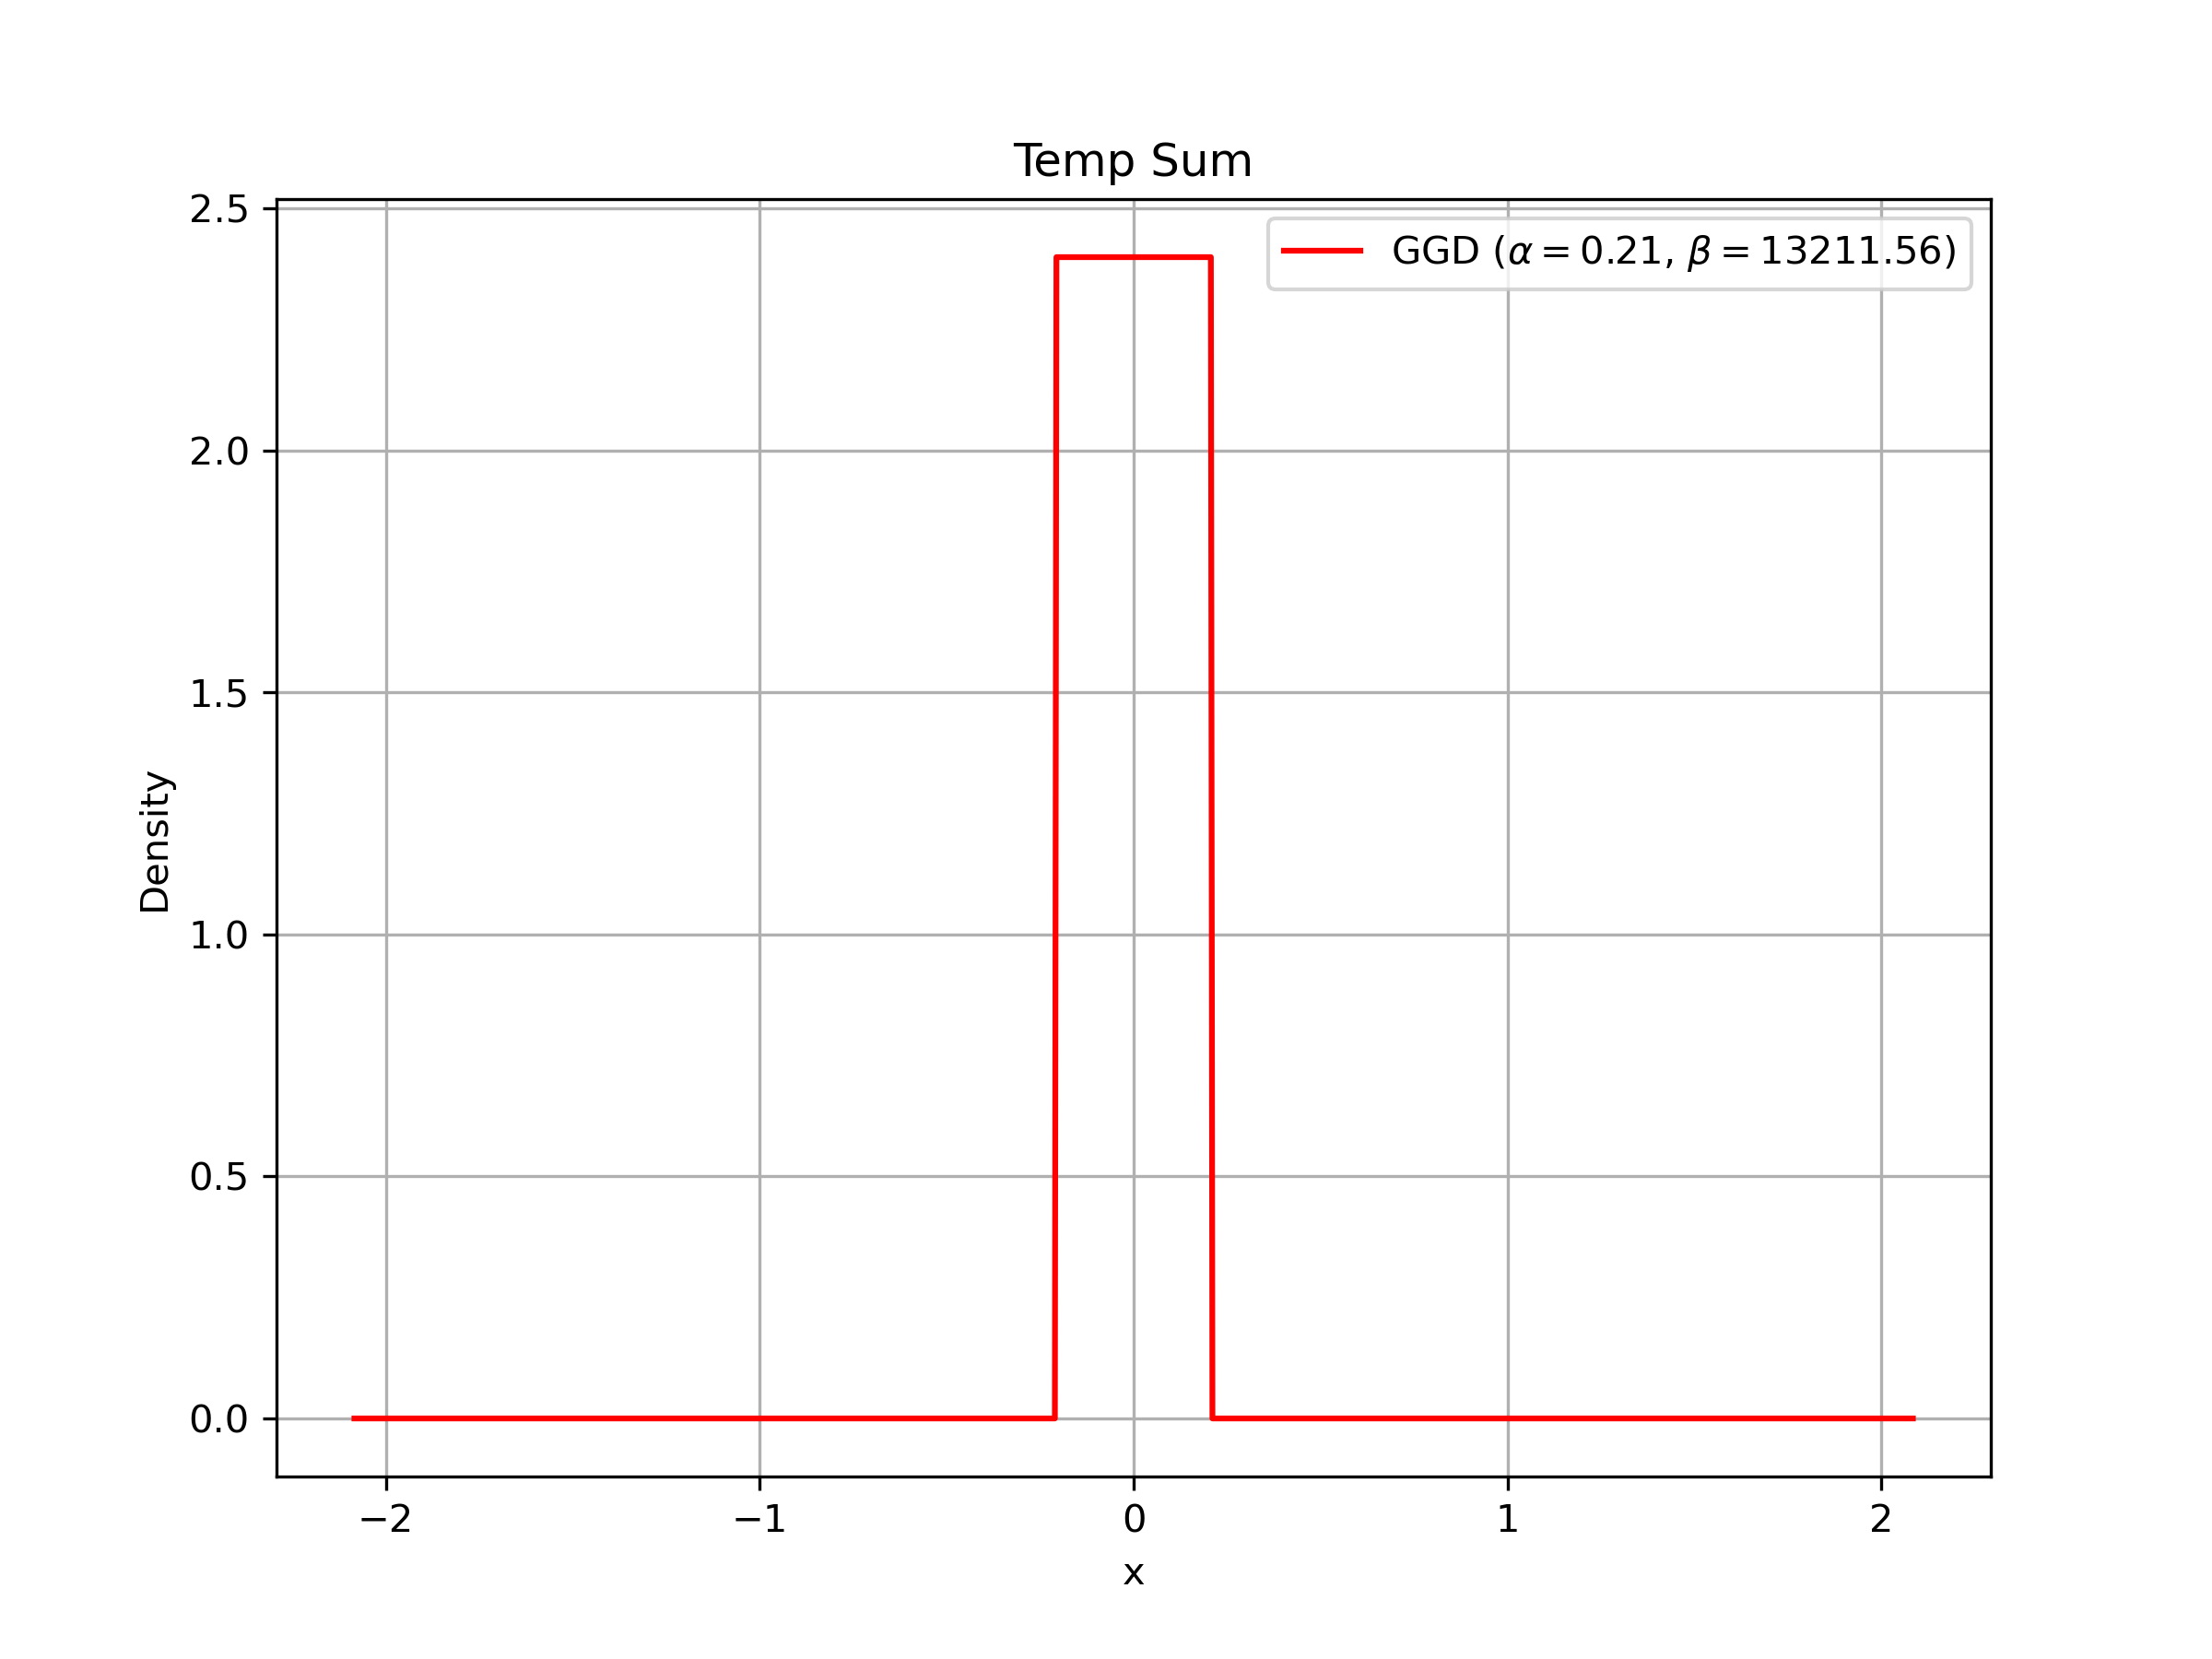 Temp Sum
GGD (α = 0.21, β = 13211.56)
2.5
2.0
1.5
1.0
0.5
0.0
Density
−2 −1 0 1 2
x